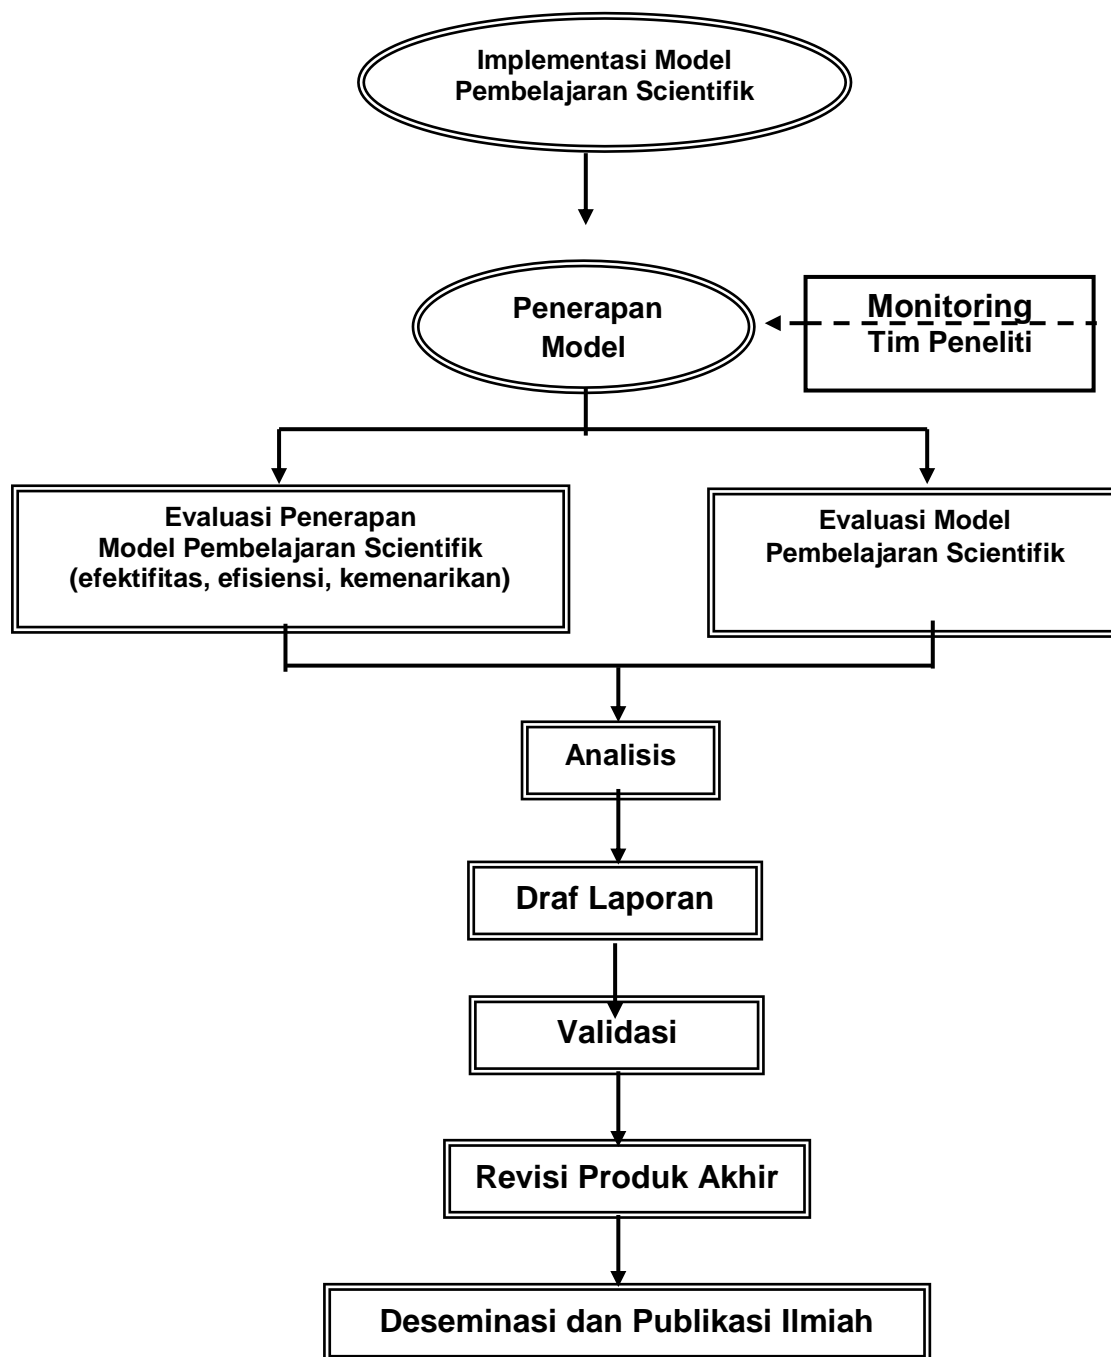 Implementasi Model
Pembelajaran Scientifik
Penerapan
Model
Monitoring
Tim Peneliti
Evaluasi Penerapan
Model Pembelajaran Scientifik
(efektifitas, efisiensi, kemenarikan)
Evaluasi Model
Pembelajaran Scientifik
Analisis
Draf Laporan
Validasi
Revisi Produk Akhir
Deseminasi dan Publikasi Ilmiah